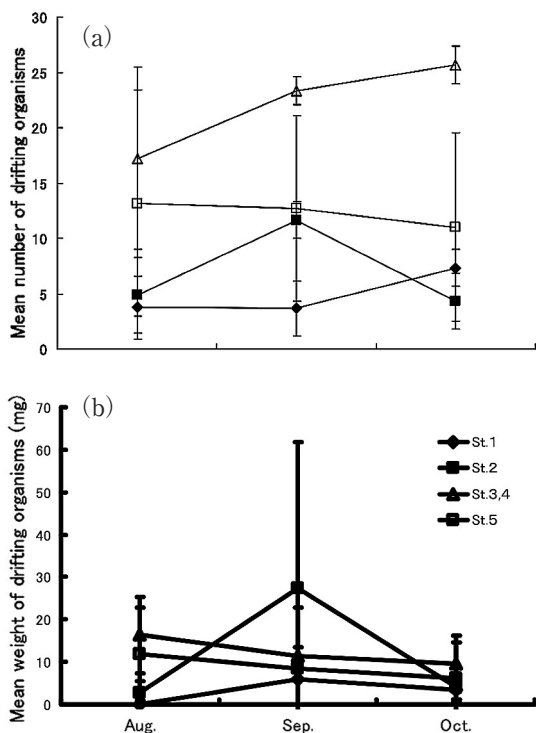 (a)
Mean number of drifting organisms
30
25
20
15
10
5
0
(b)
Mean weight of drifting organisms (mg)
70
60
50
40
30
20
10
0
St.1
St.2
St.3,4
St.5
Aug. Sep. Oct.